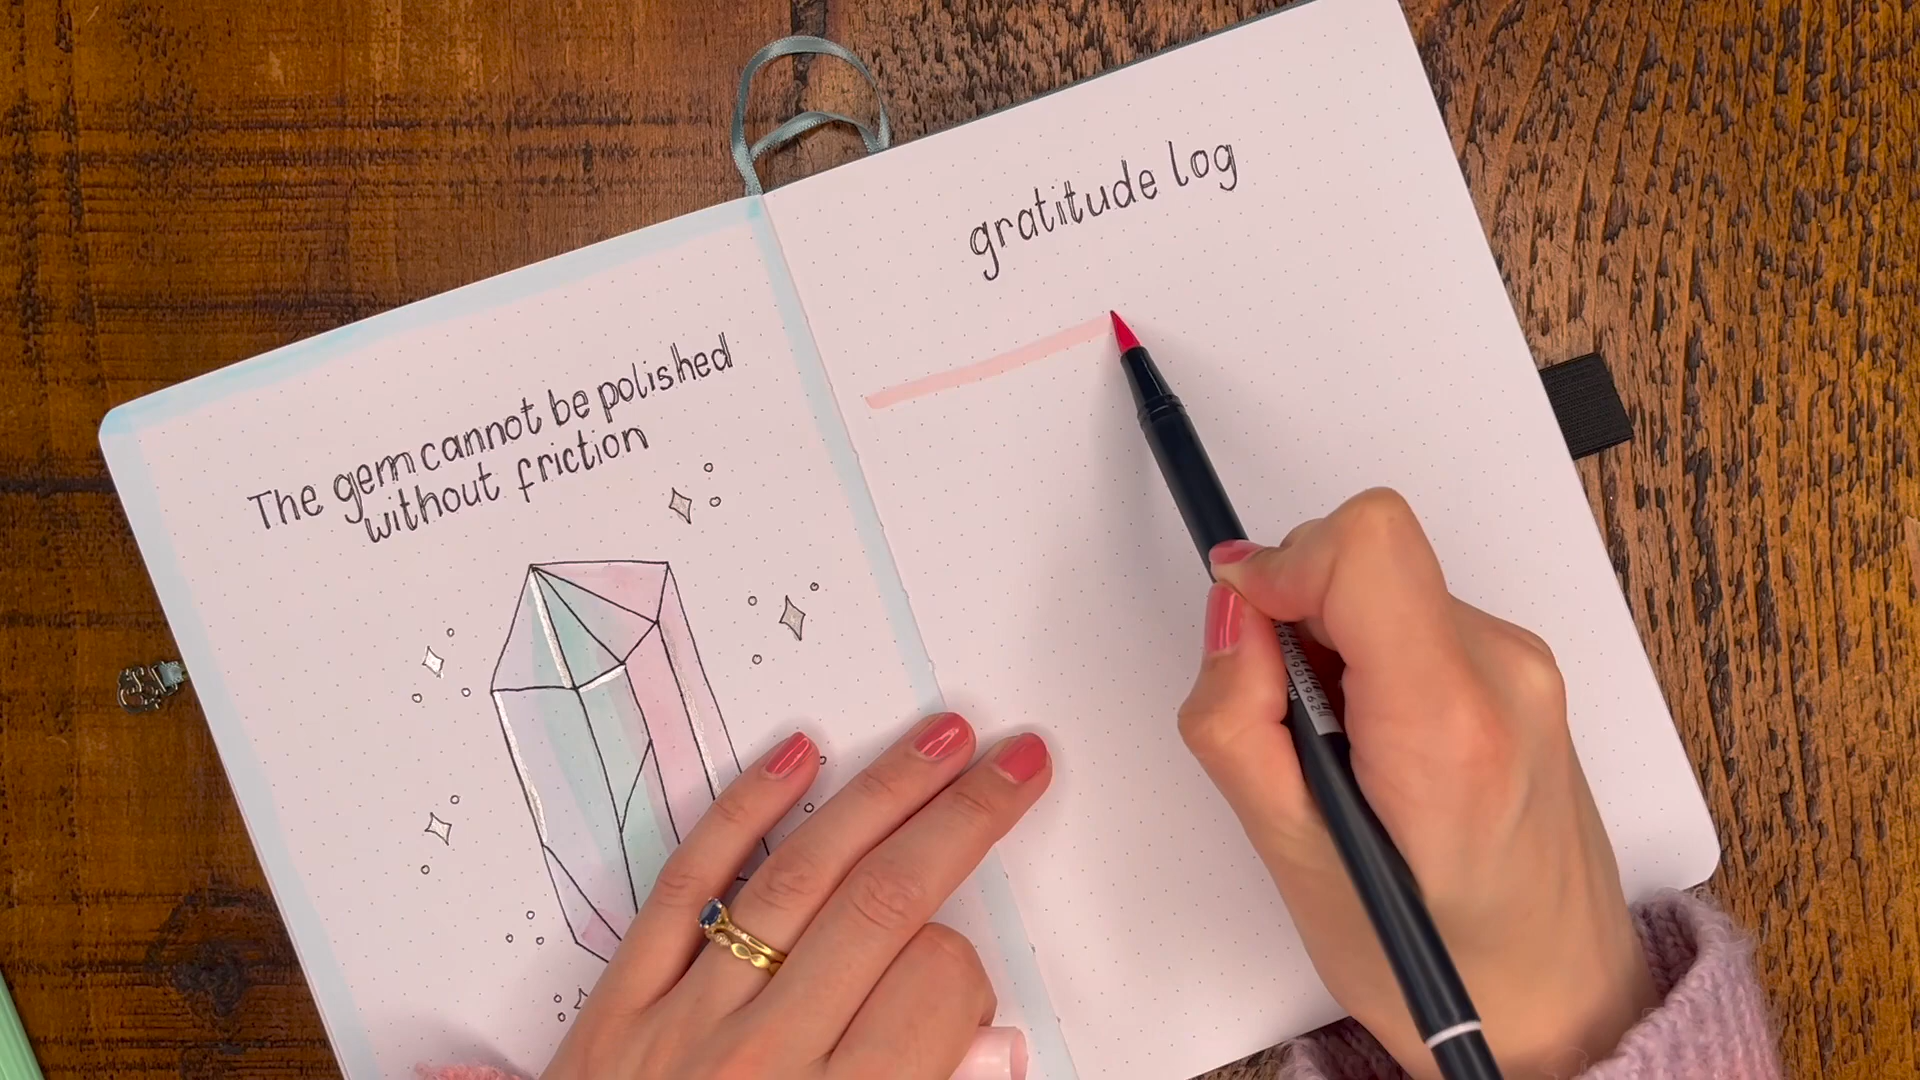 The gem cannot be polished
without friction
gratitude log